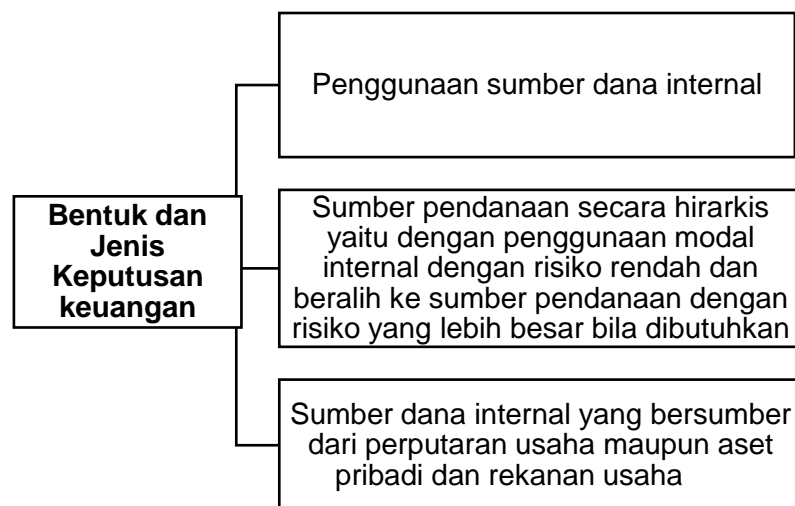 Penggunaan sumber dana internal
Bentuk dan
Jenis
Keputusan
keuangan
Sumber pendanaan secara hirarkis
yaitu dengan penggunaan modal
internal dengan risiko rendah dan
beralih ke sumber pendanaan dengan
risiko yang lebih besar bila dibutuhkan
Sumber dana internal yang bersumber
dari perputaran usaha maupun aset
pribadi dan rekanan usaha